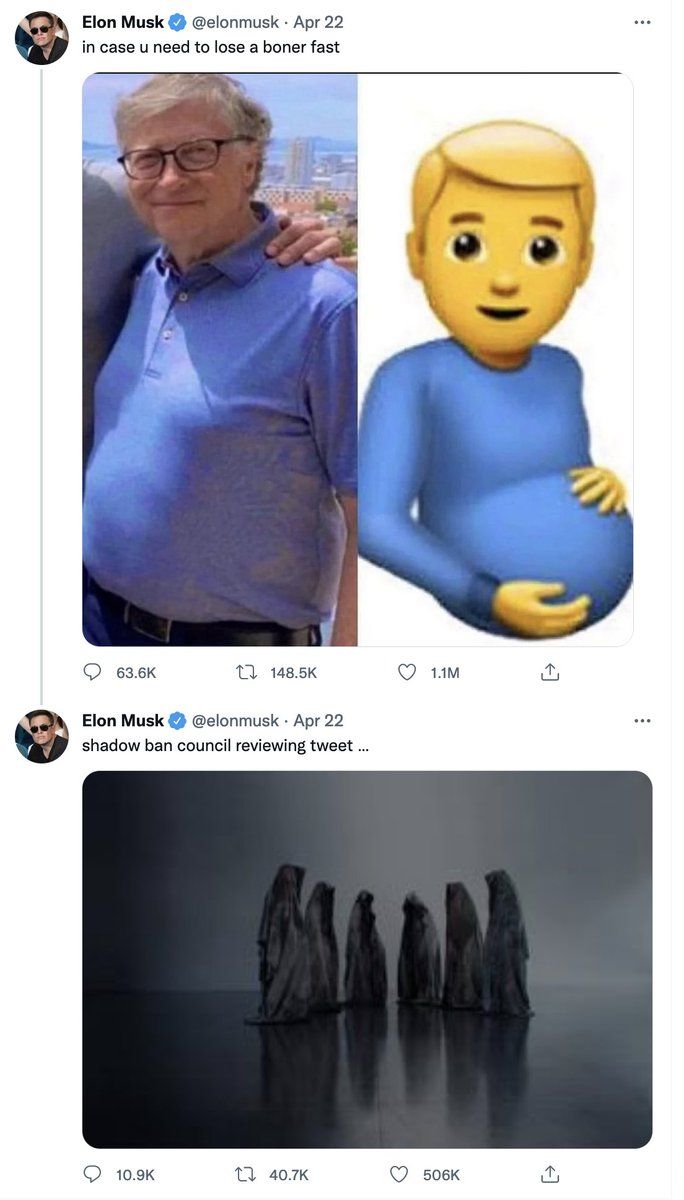 Elon Musk @elonmusk · Apr 22
in case u need to lose a boner fast
63.6K 148.5K 1.1M
Elon Musk @elonmusk · Apr 22
shadow ban council reviewing tweet ...
10.9K 40.7K 506K